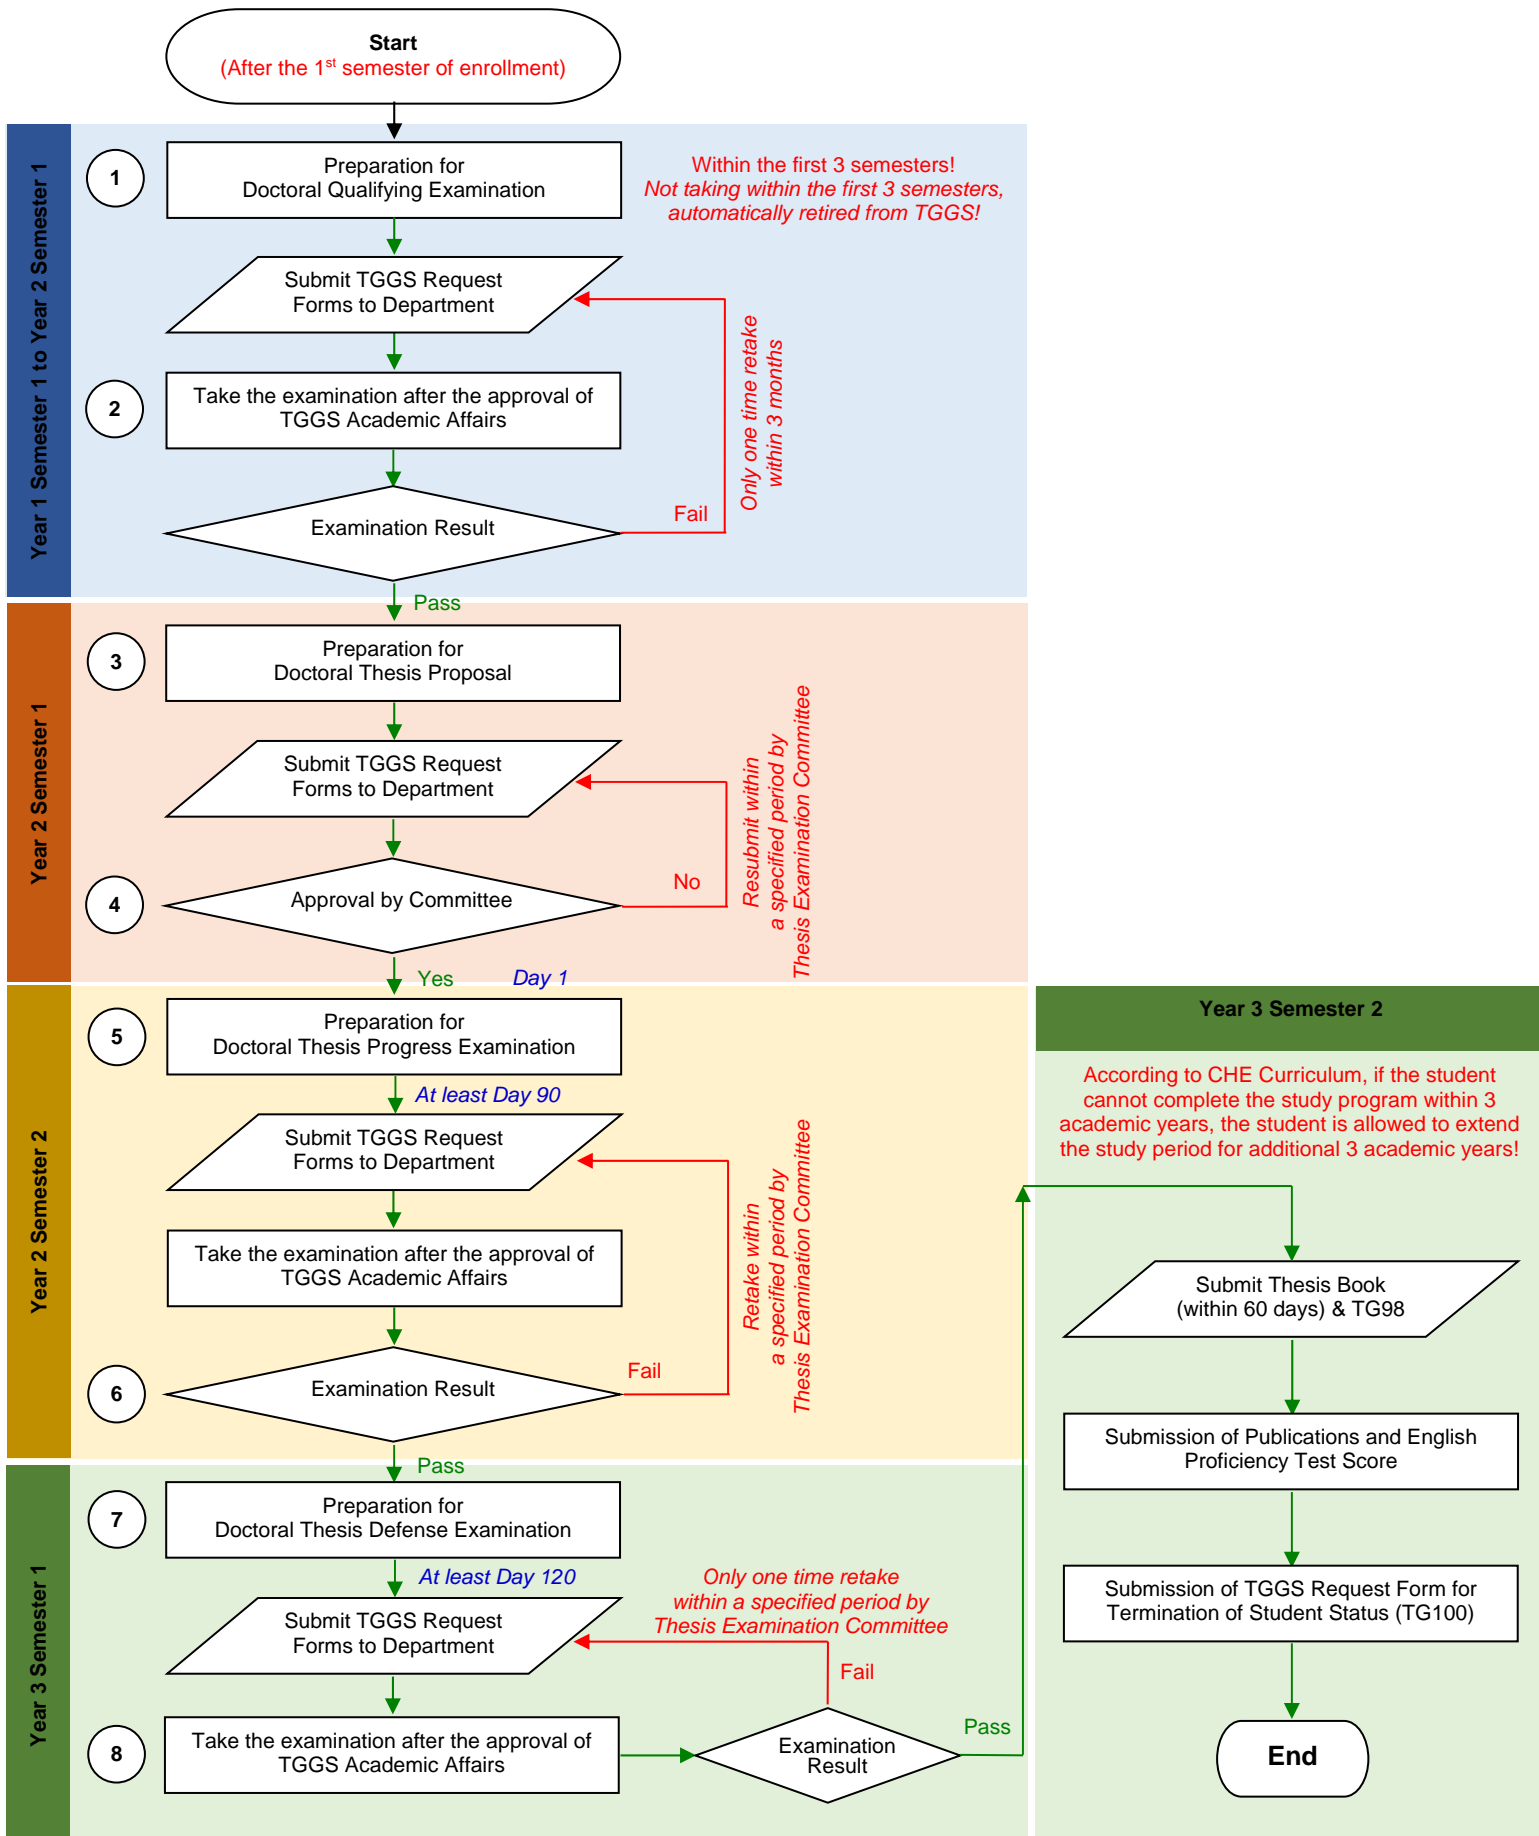 Start
(After the 1st semester of enrollment)
Year 1 Semester 1 to Year 2 Semester 1
1
Preparation for
Doctoral Qualifying Examination
Within the first 3 semesters!
Not taking within the first 3 semesters,
automatically retired from TGGS!
Submit TGGS Request
Forms to Department
Only one time retake
within 3 months
2
Take the examination after the approval of
TGGS Academic Affairs
Examination Result
Fail
Pass
Year 2 Semester 1
3
Preparation for
Doctoral Thesis Proposal
Submit TGGS Request
Forms to Department
Resubmit within
a specified period by
Thesis Examination Committee
4
Approval by Committee
No
Yes
Day 1
Year 2 Semester 2
5
Preparation for
Doctoral Thesis Progress Examination
At least Day 90
Submit TGGS Request
Forms to Department
Retake within
a specified period by
Thesis Examination Committee
Take the examination after the approval of
TGGS Academic Affairs
6
Examination Result
Fail
Pass
Year 3 Semester 1
7
Preparation for
Doctoral Thesis Defense Examination
At least Day 120
Only one time retake
within a specified period by
Thesis Examination Committee
Submit TGGS Request
Forms to Department
Fail
8
Take the examination after the approval of
TGGS Academic Affairs
Examination
Result
Pass
Year 3 Semester 2
According to CHE Curriculum, if the student
cannot complete the study program within 3
academic years, the student is allowed to extend
the study period for additional 3 academic years!
Submit Thesis Book
(within 60 days) & TG98
Submission of Publications and English
Proficiency Test Score
Submission of TGGS Request Form for
Termination of Student Status (TG100)
End